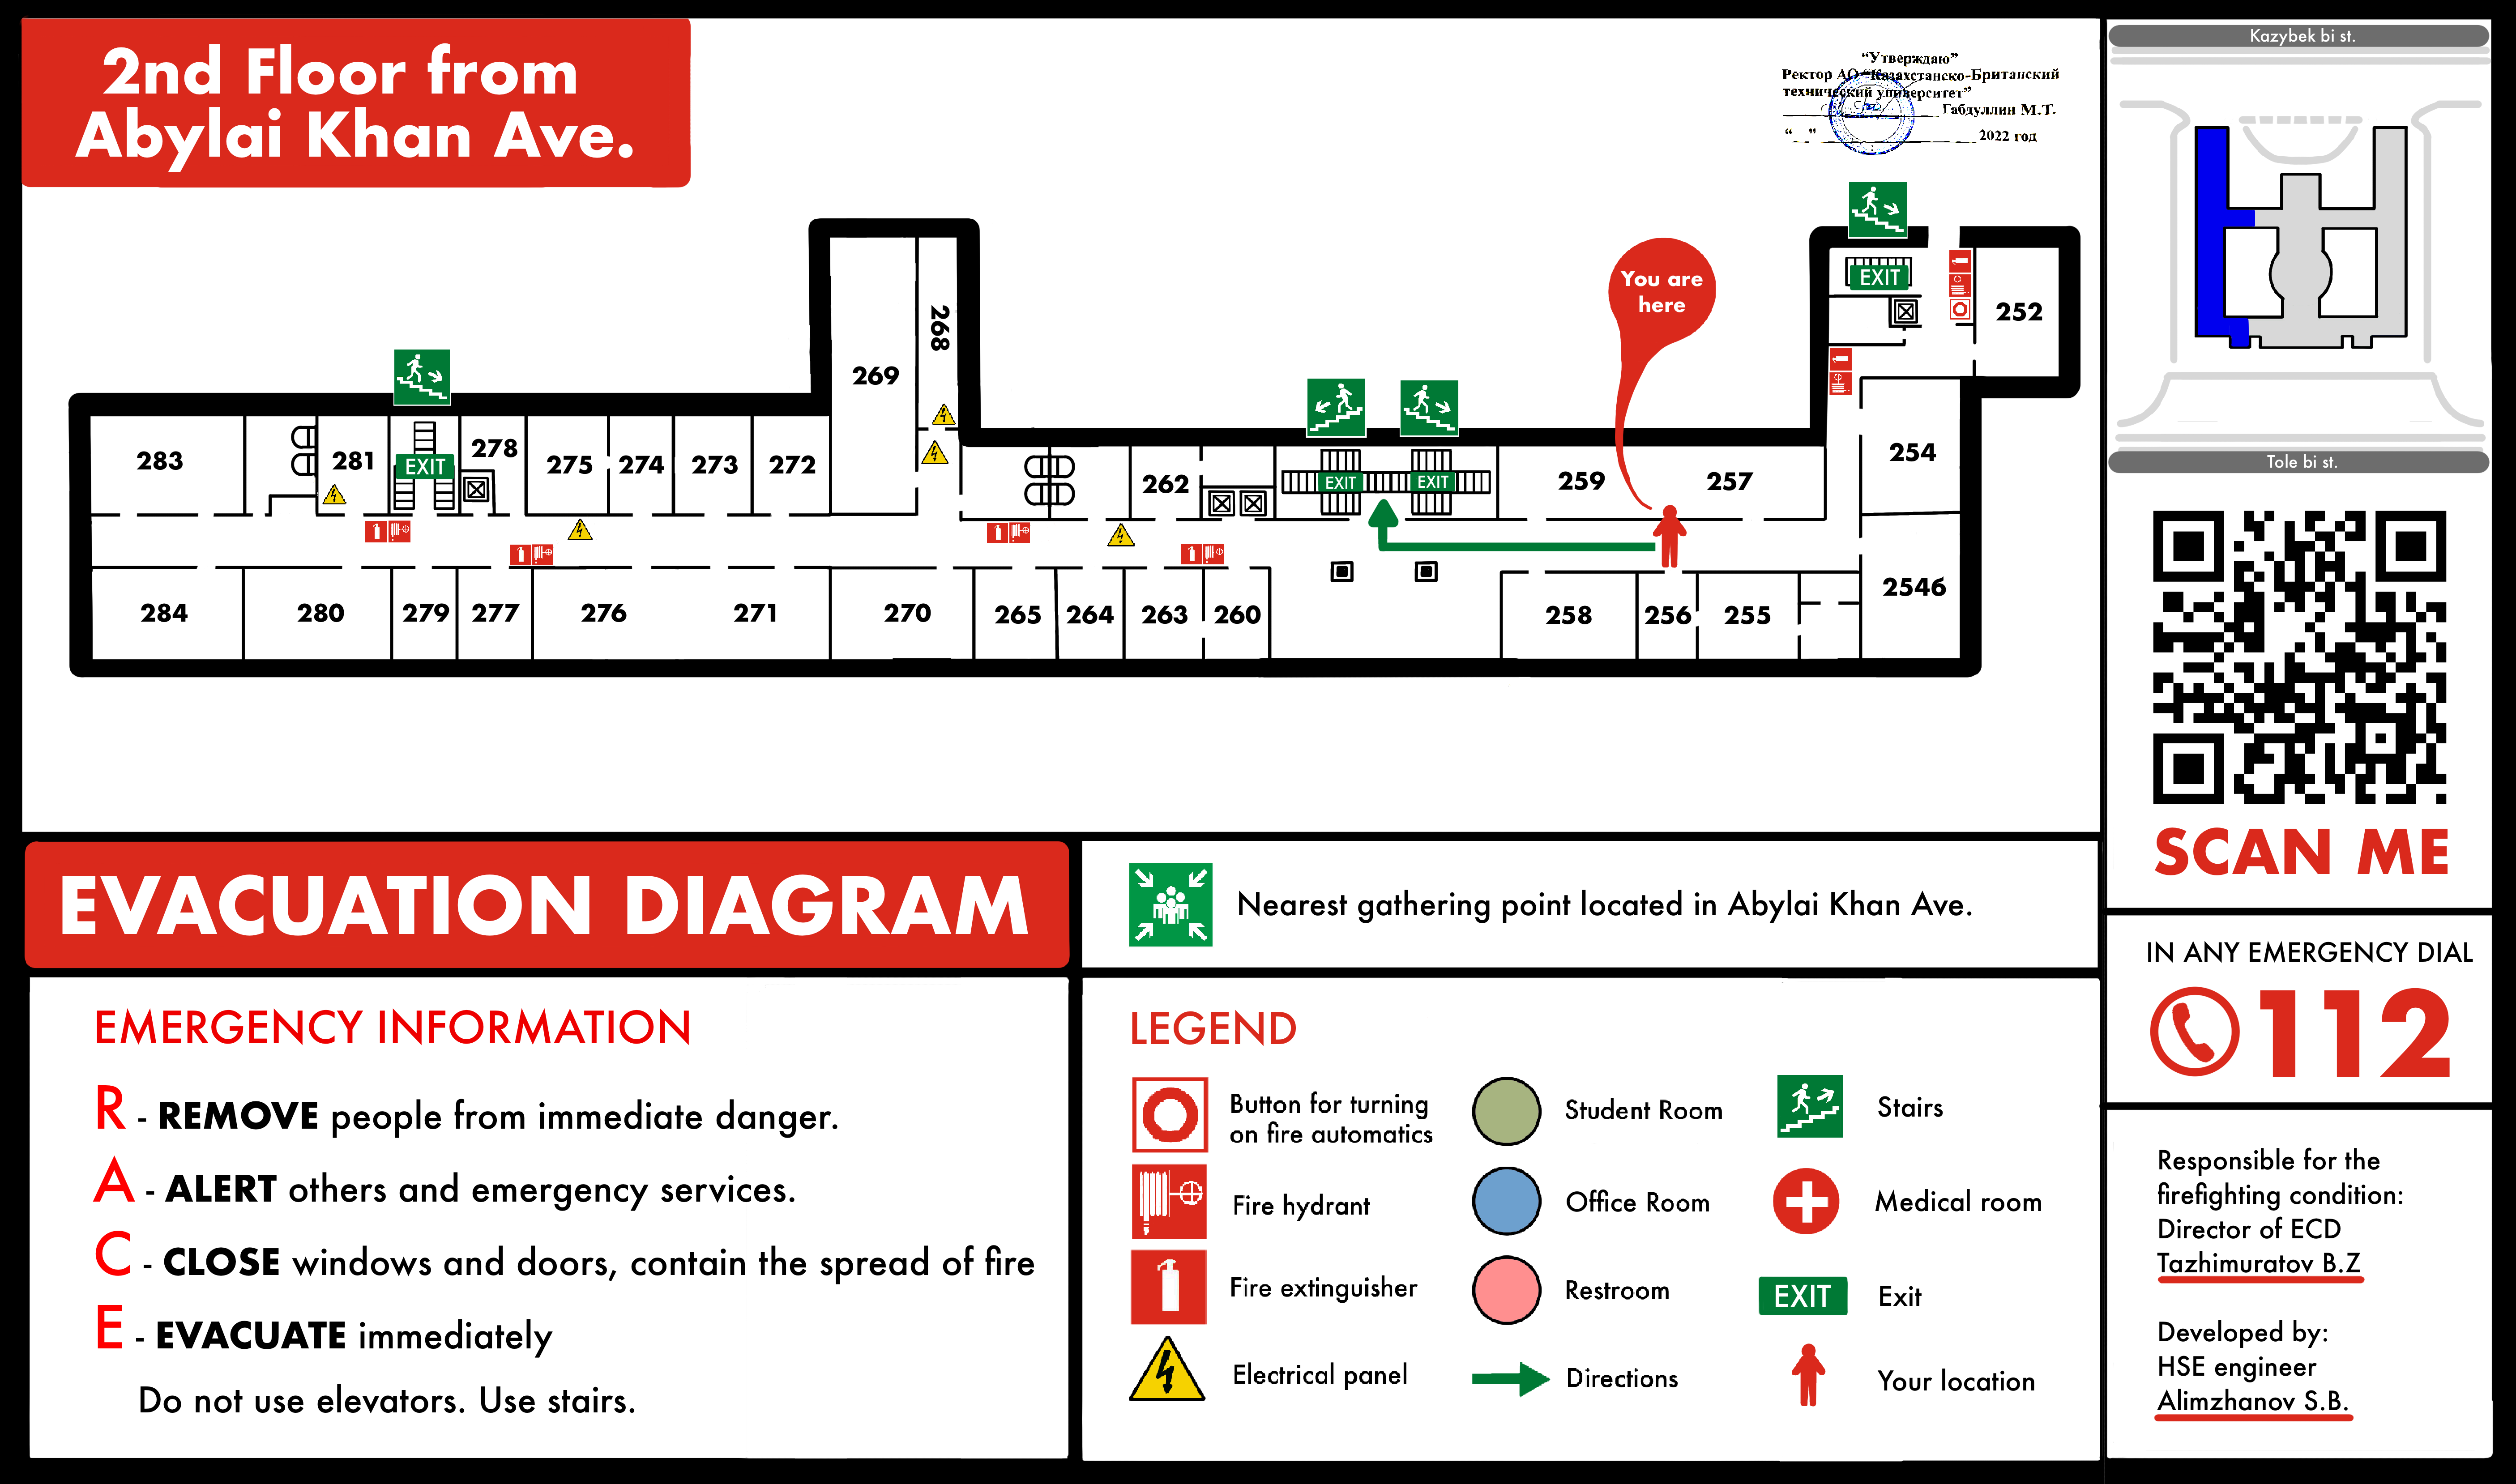 2nd Floor from
Abylai Khan Ave.
“Утверждаю”
Ректор АО “Казахстанско-Британский
технический университет”
Габдуллин М.Т.
“ ” 2022 год
You are
here
EXIT
252
268
269
254
283
281
EXIT
278
275
274
273
272
262
EXIT
EXIT
259
257
2546
284
280
279
277
276
271
270
265
264
263
260
258
256
255
Kazybek bi st.
Tole bi st.
SCAN ME
EVACUATION DIAGRAM
Nearest gathering point located in Abylai Khan Ave.
IN ANY EMERGENCY DIAL
112
EMERGENCY INFORMATION
R - REMOVE people from immediate danger.
A - ALERT others and emergency services.
C - CLOSE windows and doors, contain the spread of fire
E - EVACUATE immediately
Do not use elevators. Use stairs.
LEGEND
Button for turning
on fire automatics
Fire hydrant
Fire extinguisher
Electrical panel
Student Room
Office Room
Restroom
Directions
Stairs
Medical room
EXIT
Exit
Your location
Responsible for the
firefighting condition:
Director of ECD
Tazhimuratov B.Z
Developed by:
HSE engineer
Alimzhanov S.B.